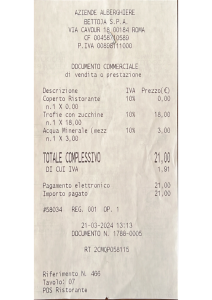 AZIENDE ALBERGHIERE
BETTOJA S.P.A.
VIA CAVOUR 18,00184 ROMA
CF 00458710589
P.IVA 00898111000
DOCUMENTO COMMERCIALE
di vendita o prestazione
Descrizione IVA Prezzo(€)
Coperto Ristorante 10% 0,00
n.1 X 0,00
Trofie con zucchine 10% 18,00
n.1 X 18,00
Acqua Minerale (mezz 10% 3,00
n.1 X 3,00
TOTALE COMPLESSIVO 21,00
DI CUI IVA 1,91
Pagamento elettronico 21,00
Importo pagato 21,00
#58034 REG. 001 OP. 1
21-03-2024 13:13
DOCUMENTO N. 1788-0005
RT 2CMGP058115
Riferimento N. 466
Tavolo: 07
POS Ristorante